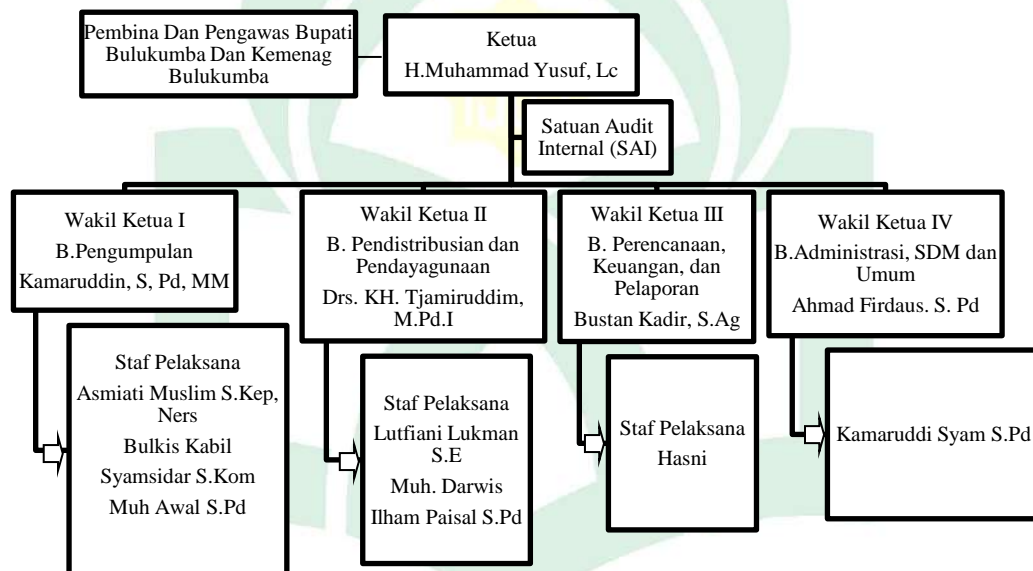 Pembina Dan Pengawas Bupati
Bulukumba Dan Kemenag
Bulukumba
Ketua
H.Muhammad Yusuf, Lc
Satuan Audit
Internal (SAI)
Wakil Ketua I
B.Pengumpulan
Kamaruddin, S, Pd, MM
Wakil Ketua II
B. Pendistribusian dan
Pendayagunaan
Drs. KH. Tjamiruddim,
M.Pd.I
Wakil Ketua III
B. Perencanaan,
Keuangan, dan
Pelaporan
Bustan Kadir, S.Ag
Wakil Ketua IV
B.Administrasi, SDM dan
Umum
Ahmad Firdaus. S. Pd
Staf Pelaksana
Asmiati Muslim S.Kep,
Ners
Bulkis Kabil
Syamsidar S.Kom
Muh Awal S.Pd
Staf Pelaksana
Lutfiani Lukman
S.E
Muh. Darwis
Ilham Paisal S.Pd
Staf Pelaksana
Hasni
Kamaruddi Syam S.Pd